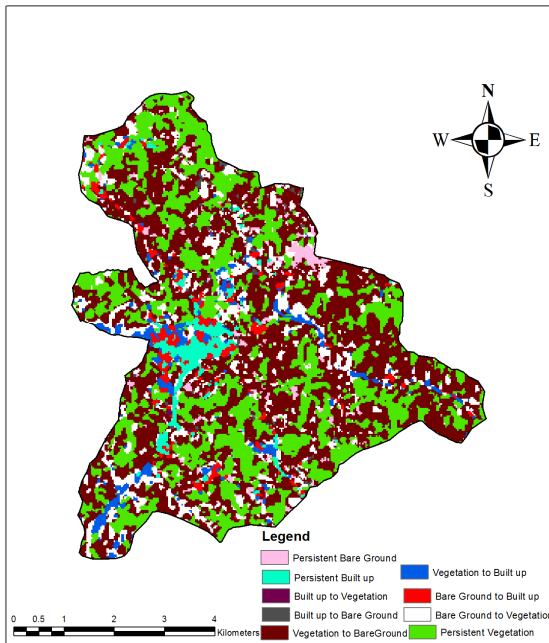 N
W E
S
Legend
Persistent Bare Ground
Persistent Built up
Built up to Vegetation
Built up to Bare Ground
Vegetation to BareGround
Vegetation to Built up
Bare Ground to Built up
Bare Ground to Vegetation
Persistent Vegetation
0 0.5 1 2 3 4
Kilometers